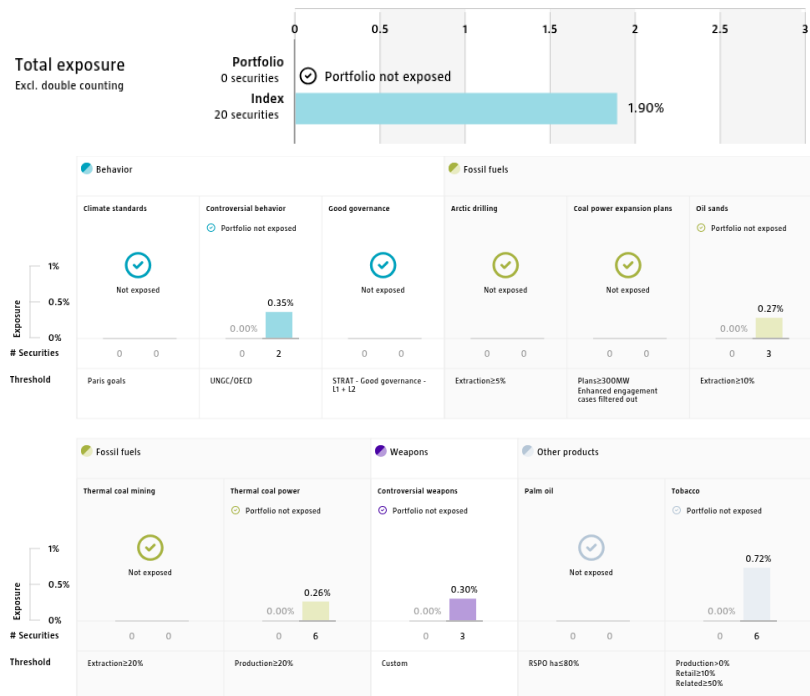 0 0.5 1 1.5 2 2.5 3
Total exposure
Excl. double counting
Portfolio
0 securities
Portfolio not exposed
Index
20 securities
1.90%
Behavior
Fossil fuels
Climate standards
Controversial behavior
Good governance
Arctic drilling
Coal power expansion plans
Oil sands
Portfolio not exposed
Portfolio not exposed
Not exposed
Not exposed
Not exposed
Not exposed
Exposure
1%
0.5%
0%
0.00%
0.35%
0.00%
0.27%
# Securities
0 0 0 2 0 0 0 0 0 0 0 3
Threshold
Paris goals
UNGC/OECD
STRAT - Good governance -
L1 + L2
Extraction≥5%
Plans≥300MW
Enhanced engagement
cases filtered out
Extraction≥10%
Fossil fuels
Weapons
Other products
Thermal coal mining
Thermal coal power
Controversial weapons
Palm oil
Tobacco
Portfolio not exposed
Portfolio not exposed
Portfolio not exposed
Not exposed
Not exposed
Exposure
1%
0.5%
0%
0.00%
0.26%
0.00%
0.30%
0.00%
0.72%
# Securities
0 0 0 6 0 3 0 0 0 6
Threshold
Extraction≥20%
Production≥20%
Custom
RSPO ha≤80%
Production>0%
Retail≥10%
Related≥50%